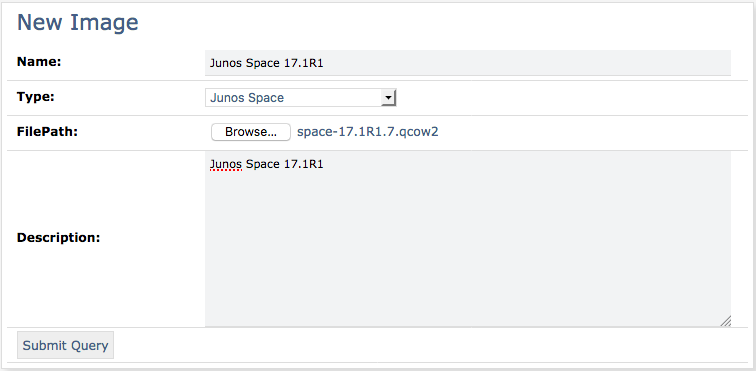 New Image
Name: Junos Space 17.1R1
Type: Junos Space
FilePath: Browse... space-17.1R1.7.qcow2
Junos Space 17.1R1
Description:
Submit Query